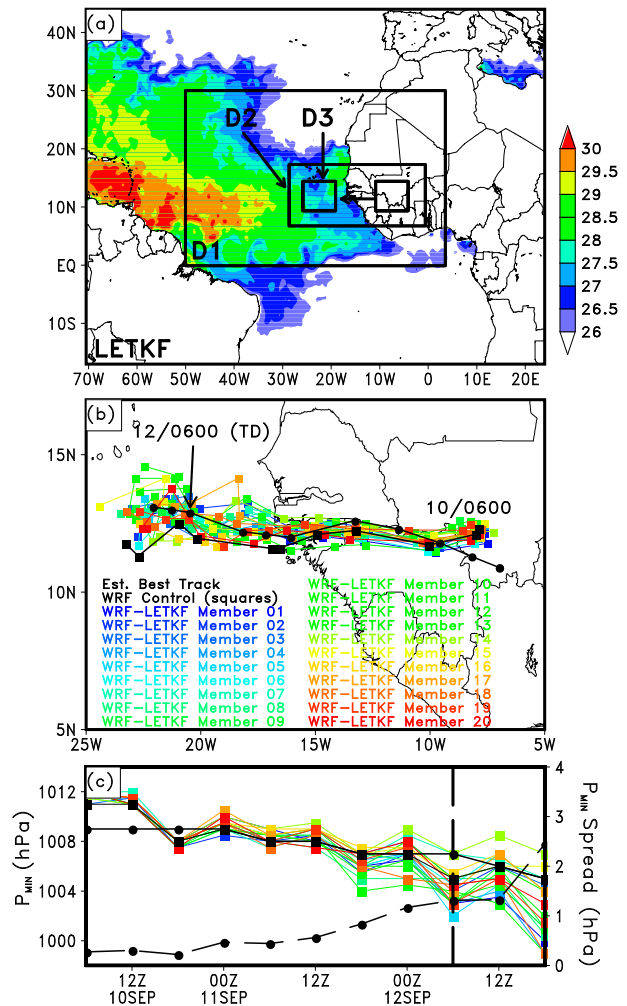 (a)
40N
30N
20N
10N
EQ
10S
D2
D3
D1
LETKF
70W 60W 50W 40W 30W 20W 10W 0 10E 20E
30
29.5
29
28.5
28
27.5
27
26.5
26
(b)
15N
10N
5N
12/0600 (TD)
10/0600
Est. Best Track
WRF Control (squares)
WRF-LETKF Member 01
WRF-LETKF Member 02
WRF-LETKF Member 03
WRF-LETKF Member 04
WRF-LETKF Member 05
WRF-LETKF Member 06
WRF-LETKF Member 07
WRF-LETKF Member 08
WRF-LETKF Member 09
WRF-LETKF Member 10
WRF-LETKF Member 11
WRF-LETKF Member 12
WRF-LETKF Member 13
WRF-LETKF Member 14
WRF-LETKF Member 15
WRF-LETKF Member 16
WRF-LETKF Member 17
WRF-LETKF Member 18
WRF-LETKF Member 19
WRF-LETKF Member 20
25W 20W 15W 10W 5W
(c)
P MIN (hPa)
1012
1008
1004
1000
4
3
2
1
0
P MIN Spread (hPa)
12Z 00Z 12Z 00Z 12Z
10SEP 11SEP 12SEP